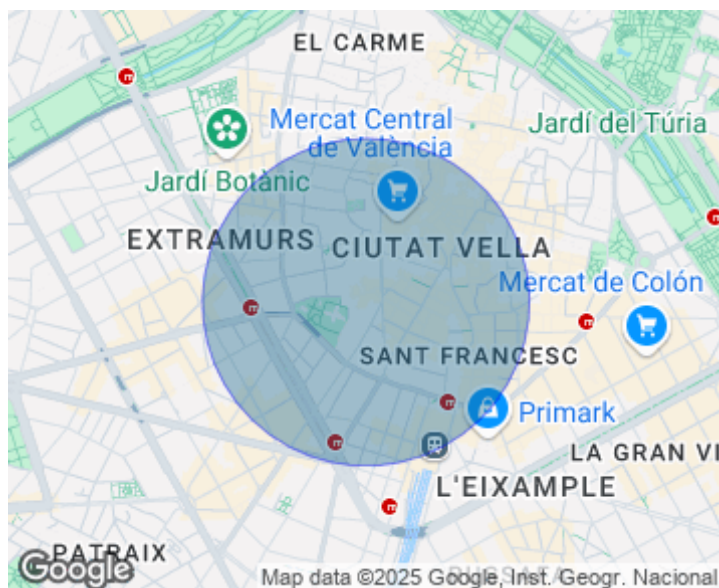 EL CARME
Mercat Central
de València
Jardí del Túria
Jardí Botànic
EXTRAMURS
CIUTAT VELLA
Mercat de Colón
SANT FRANCESC
Primark
LA GRAN VI
L'EIXAMPLE
PATRAIX
Google
Map data ©2025 Google, Inst. Geogr. Nacional